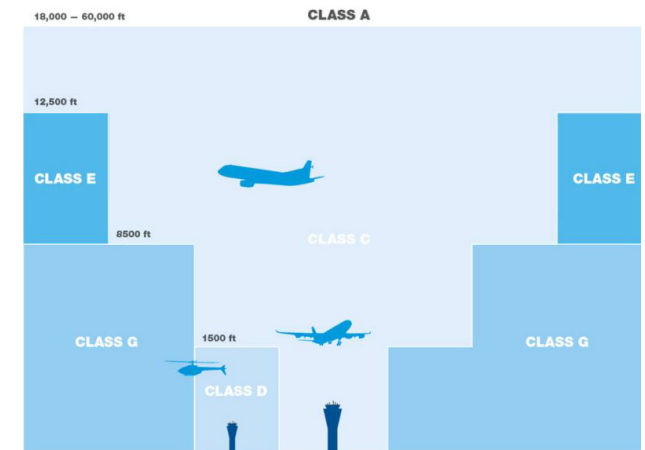 18,000 – 60,000 ft
CLASS A
12,500 ft
CLASS E
CLASS E
8500 ft
CLASS C
1500 ft
CLASS G
CLASS G
CLASS D